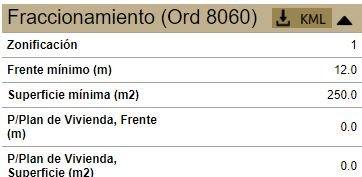 Fraccionamiento (Ord 8060) KML
Zonificación 1
Frente mínimo (m) 12.0
Superficie mínima (m2) 250.0
P/Plan de Vivienda, Frente
(m) 0.0
P/Plan de Vivienda,
Superficie (m2) 0.0